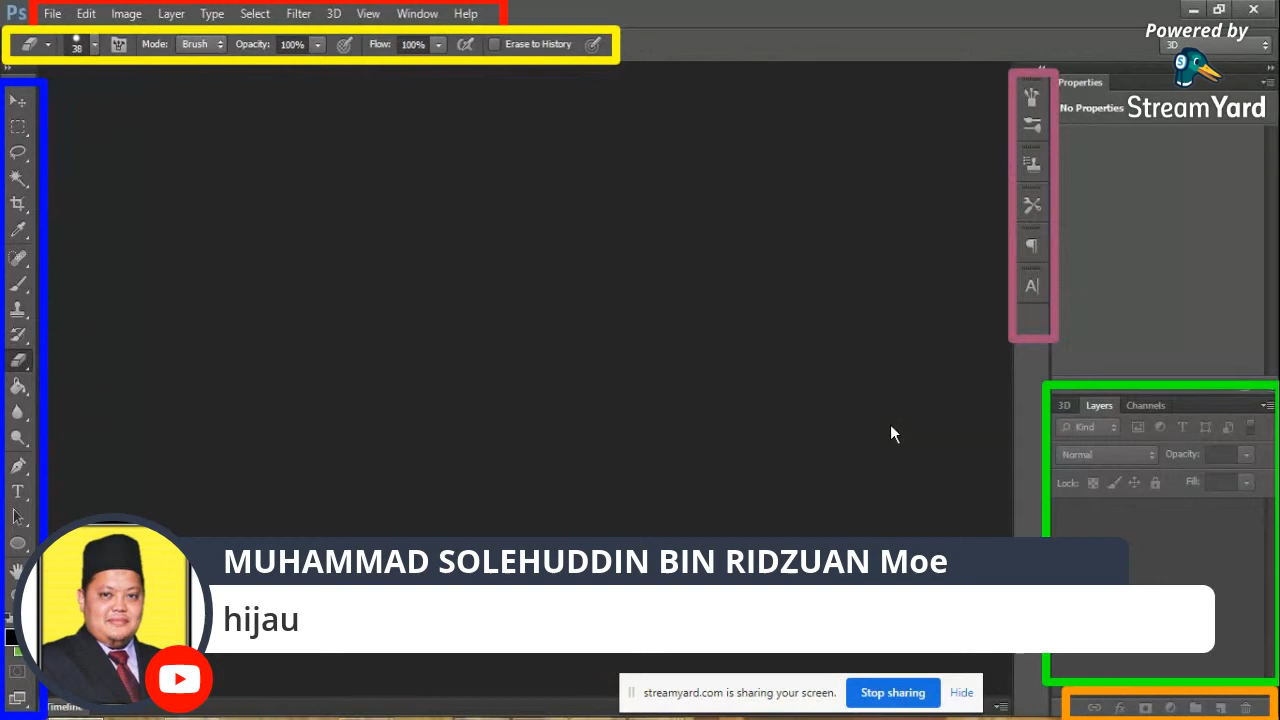 Ps File Edit Image Layer Type Select Filter 3D View Window Help
Powered by
38 Mode: Brush Opacity: 100% Flow: 100% Erase to History
3D
Properties
No Properties
StreamYard
A
3D Layers Channels
Kind
Normal Opacity:
Lock: Fill:
T
MUHAMMAD SOLEHUDDIN BIN RIDZUAN Moe
hijau
streamyard.com is sharing your screen. Stop sharing Hide
Timeline
fx